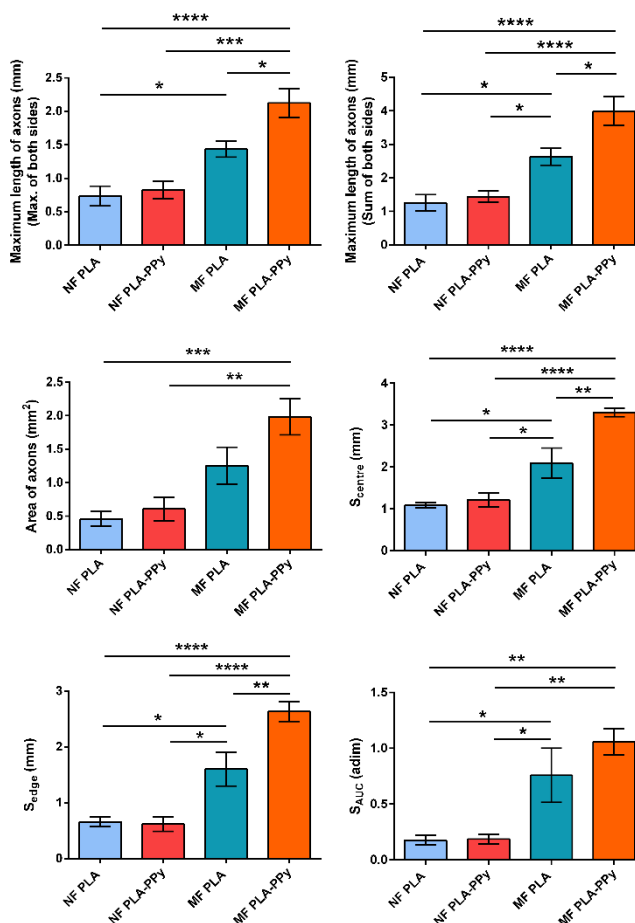 ****
***
*
*
Maximum length of axons (mm)
(Max. of both sides)
2.5
2.0
1.5
1.0
0.5
0.0
NF PLA
NF PLA-PPy
MF PLA
MF PLA-PPy
****
****
*
*
*
Maximum length of axons (mm)
(Sum of both sides)
5
4
3
2
1
0
NF PLA
NF PLA-PPy
MF PLA
MF PLA-PPy
***
**
Area of axons (mm²)
2.5
2.0
1.5
1.0
0.5
0.0
NF PLA
NF PLA-PPy
MF PLA
MF PLA-PPy
****
****
**
*
*
Scentre (mm)
4
3
2
1
0
NF PLA
NF PLA-PPy
MF PLA
MF PLA-PPy
****
****
**
*
*
Sedge (mm)
3
2
1
0
NF PLA
NF PLA-PPy
MF PLA
MF PLA-PPy
**
**
*
*
SAUC (adim)
1.5
1.0
0.5
0.0
NF PLA
NF PLA-PPy
MF PLA
MF PLA-PPy